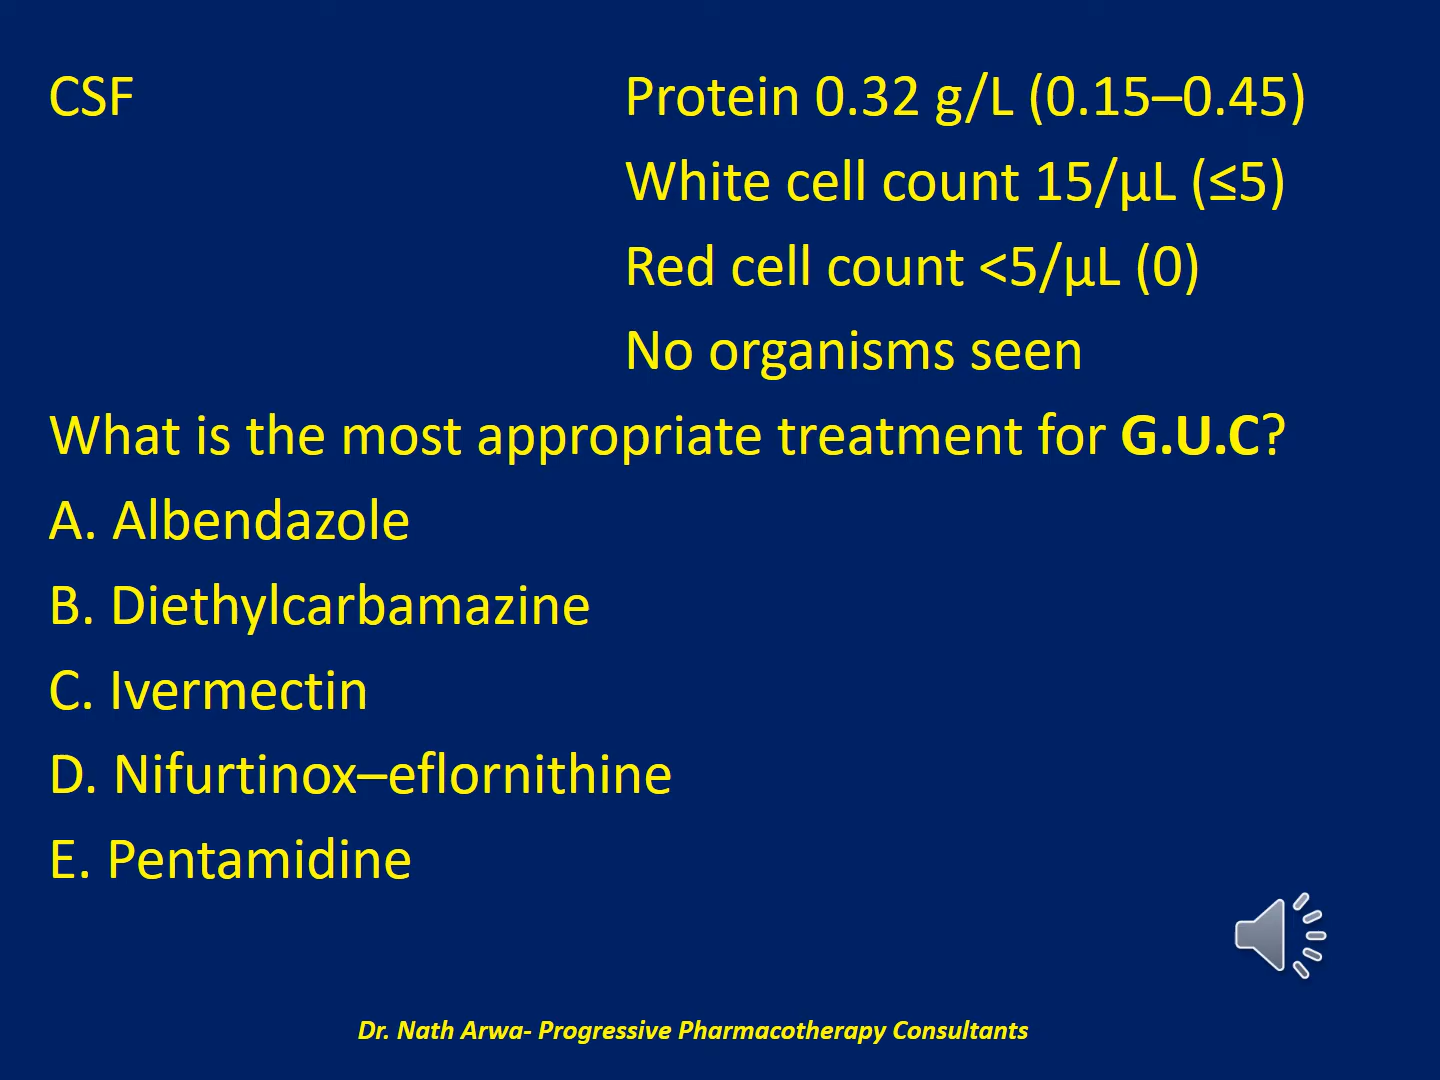 CSF Protein 0.32 g/L (0.15–0.45)
White cell count 15/μL (≤5)
Red cell count <5/μL (0)
No organisms seen
What is the most appropriate treatment for G.U.C?
A. Albendazole
B. Diethylcarbamazine
C. Ivermectin
D. Nifurtinox–eflornithine
E. Pentamidine
Dr. Nath Arwa- Progressive Pharmacotherapy Consultants